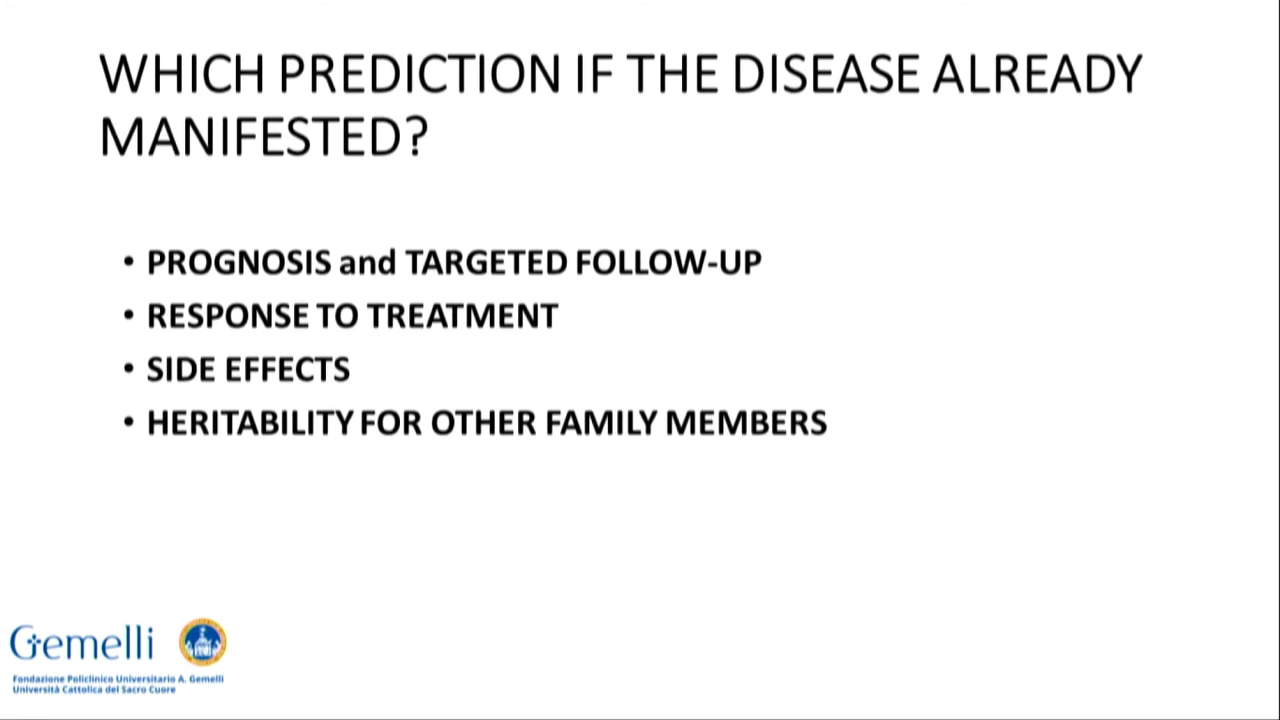 WHICH PREDICTION IF THE DISEASE ALREADY
MANIFESTED?
• PROGNOSIS and TARGETED FOLLOW-UP
• RESPONSE TO TREATMENT
• SIDE EFFECTS
• HERITABILITY FOR OTHER FAMILY MEMBERS
Gemelli
Fondazione Policlinico Universitario A. Gemelli
Università Cattolica del Sacro Cuore